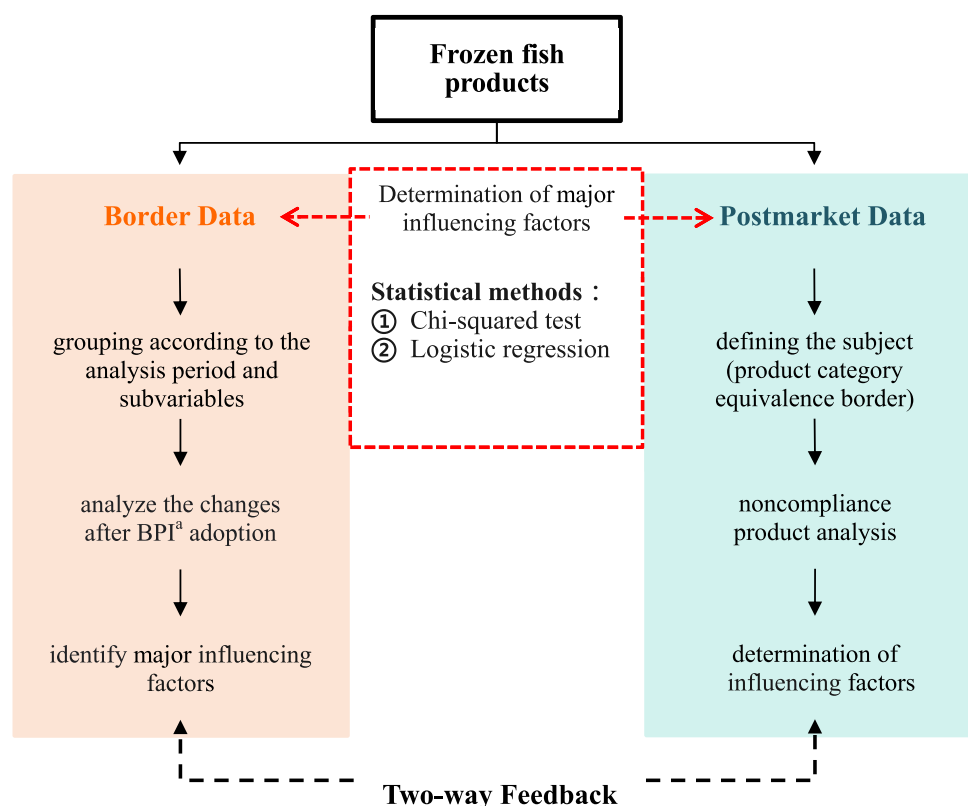 Frozen fish
products
Border Data
Determination of major
influencing factors
Postmarket Data
Statistical methods：
① Chi-squared test
② Logistic regression
grouping according to the
analysis period and
subvariables
analyze the changes
after BPIᵃ adoption
identify major influencing
factors
defining the subject
(product category
equivalence border)
noncompliance
product analysis
determination of
influencing factors
Two-way Feedback